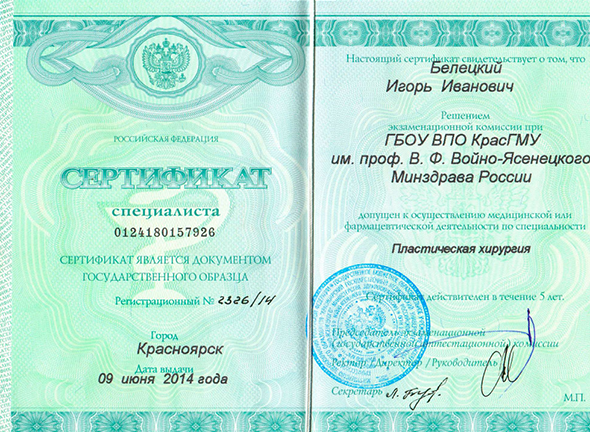 РОССИЙСКАЯ ФЕДЕРАЦИЯ
СЕРТИФИКАТ
специалиста
0124180157926
СЕРТИФИКАТ ЯВЛЯЕТСЯ ДОКУМЕНТОМ
ГОСУДАРСТВЕННОГО ОБРАЗЦА
Регистрационный № 2326/14
Город
Красноярск
Дата выдачи
09 июня 2014 года
Настоящий сертификат свидетельствует о том, что
Белецкий
Игорь Иванович
Решением
экзаменационной комиссии при
ГБОУ ВПО КрасГМУ
им. проф. В. Ф. Войно-Ясенецкого
Минздрава России
допущен к осуществлению медицинской или
фармацевтической деятельности по специальности
Пластическая хирургия
Сертификат действителен в течение 5 лет.
Председатель экзаменационной
(государственной аттестационной) комиссии
Ректор /Директор /Руководитель/
Секретарь
М.П.